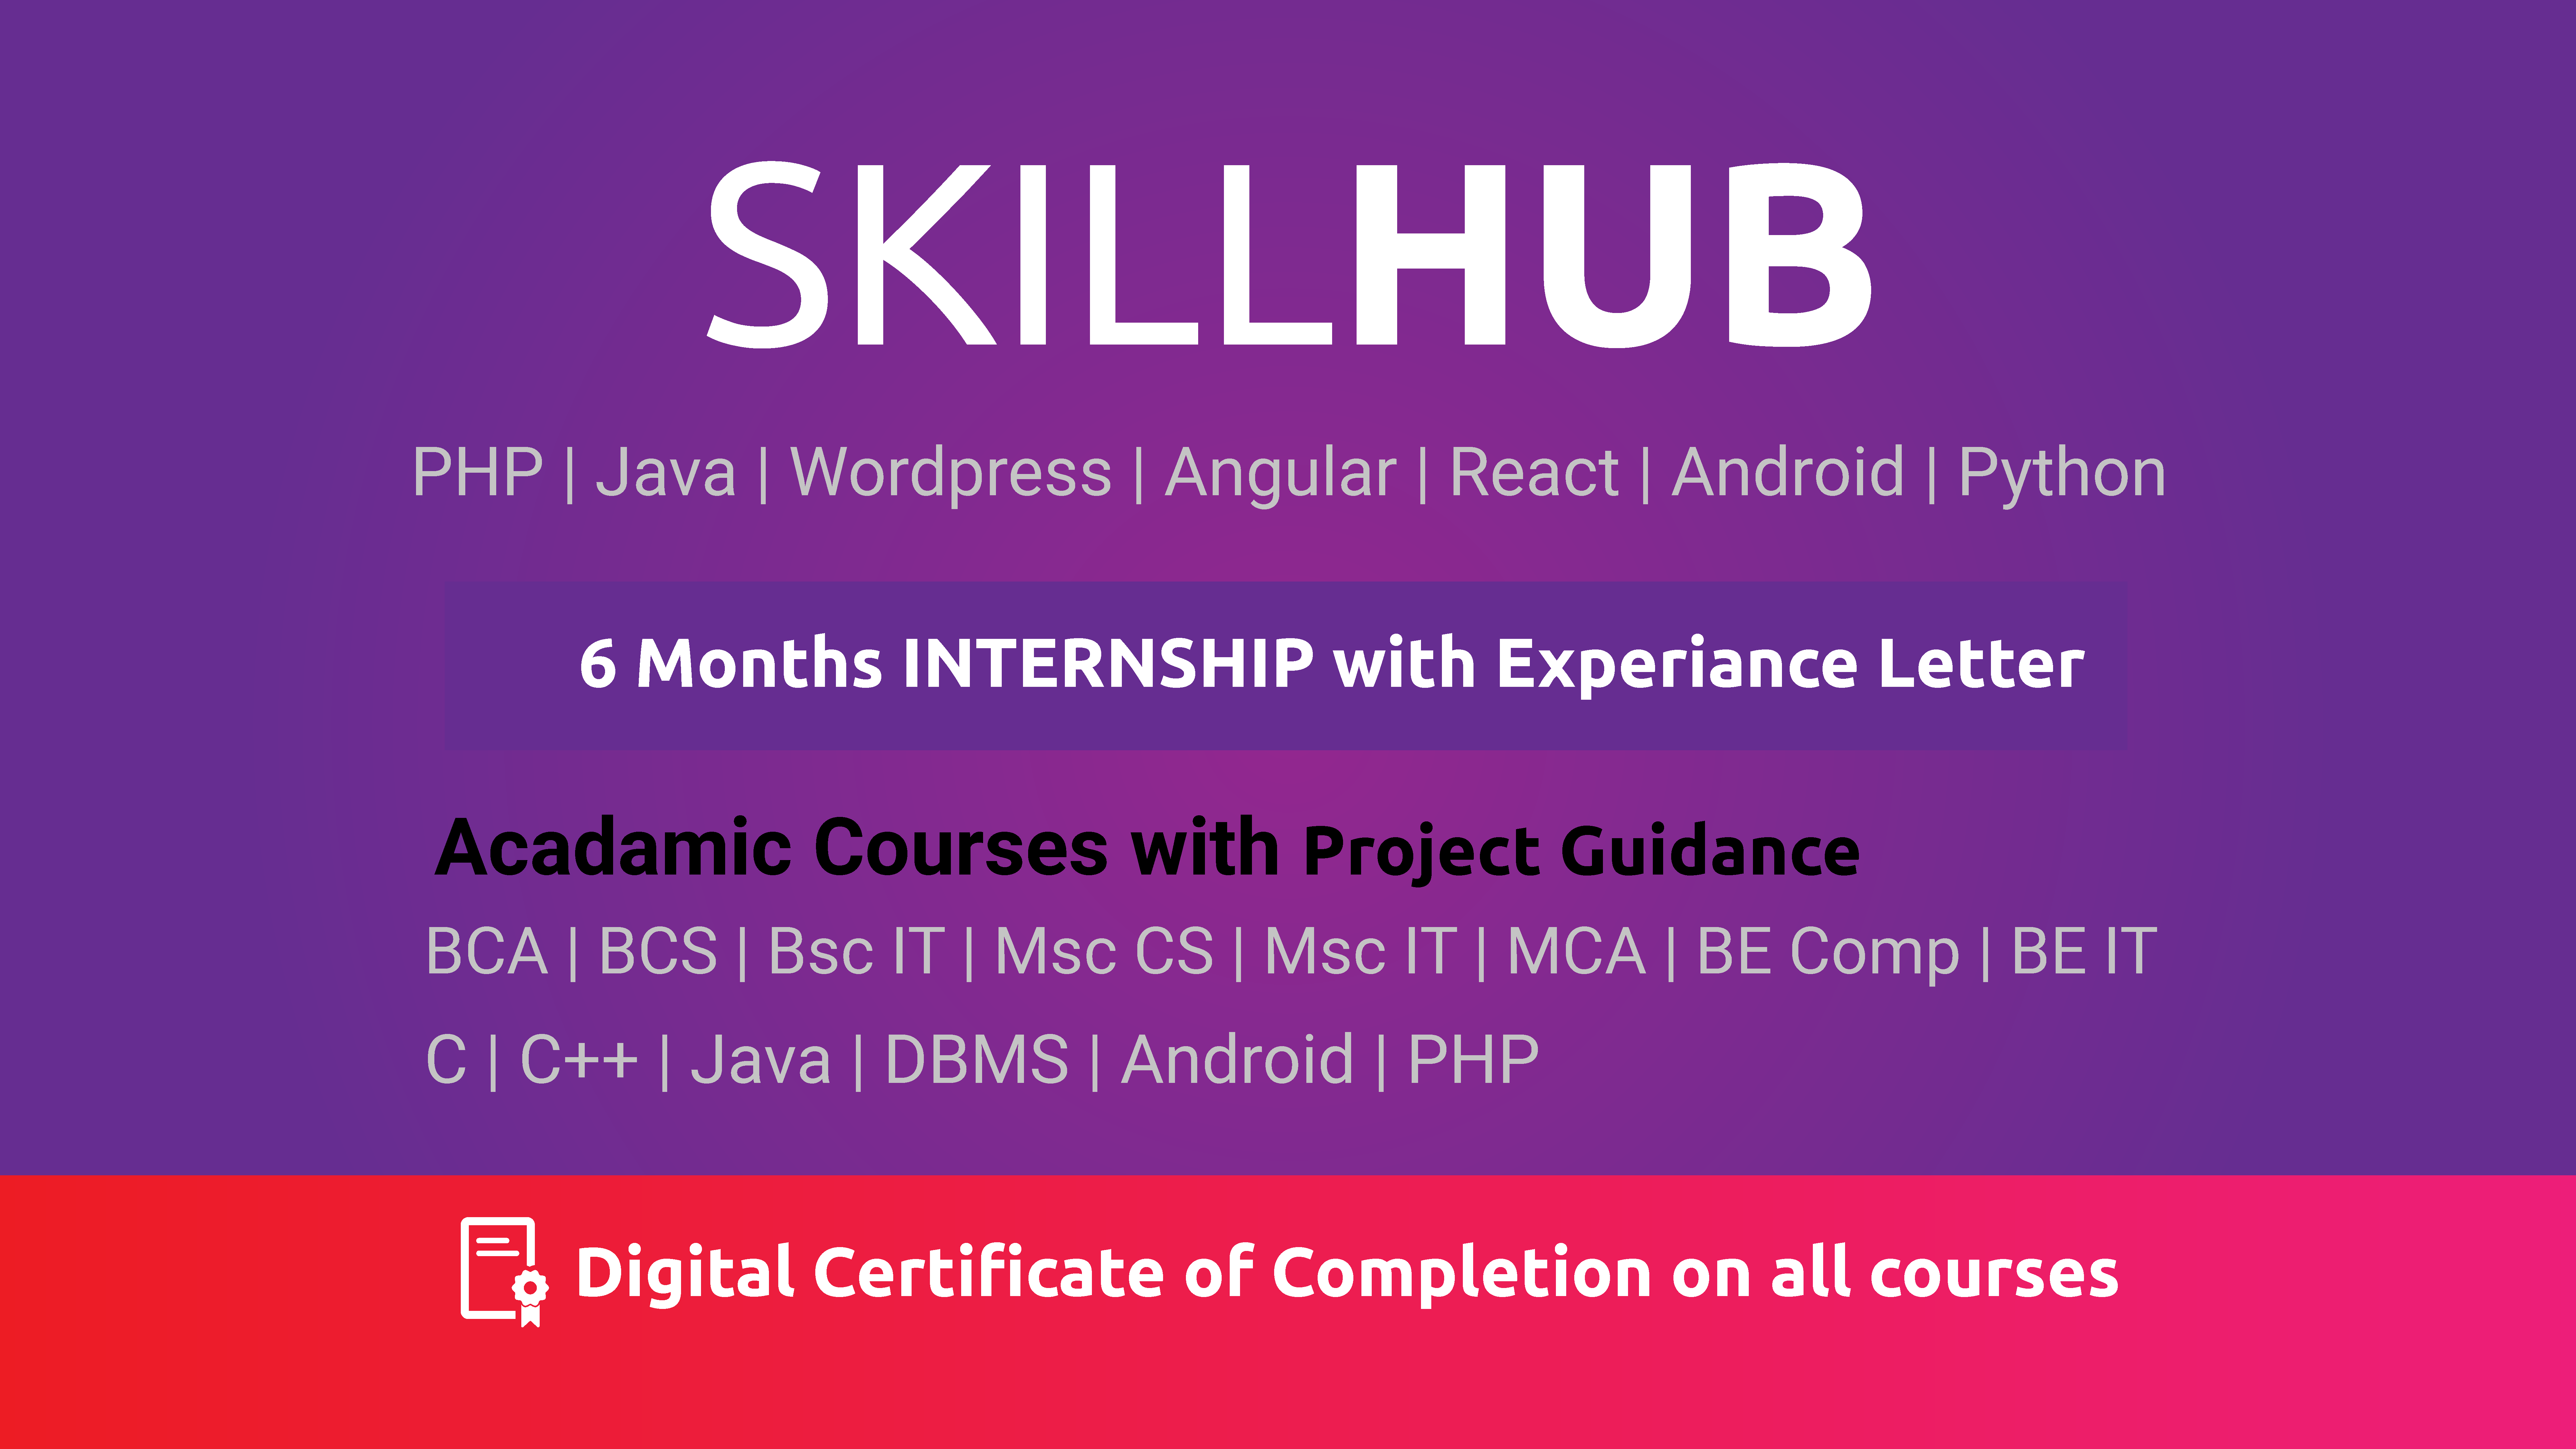 SKILLHUB
PHP | Java | Wordpress | Angular | React | Android | Python
6 Months INTERNSHIP with Experiance Letter
Acadamic Courses with Project Guidance
BCA | BCS | Bsc IT | Msc CS | Msc IT | MCA | BE Comp | BE IT
C | C++ | Java | DBMS | Android | PHP
Digital Certificate of Completion on all courses